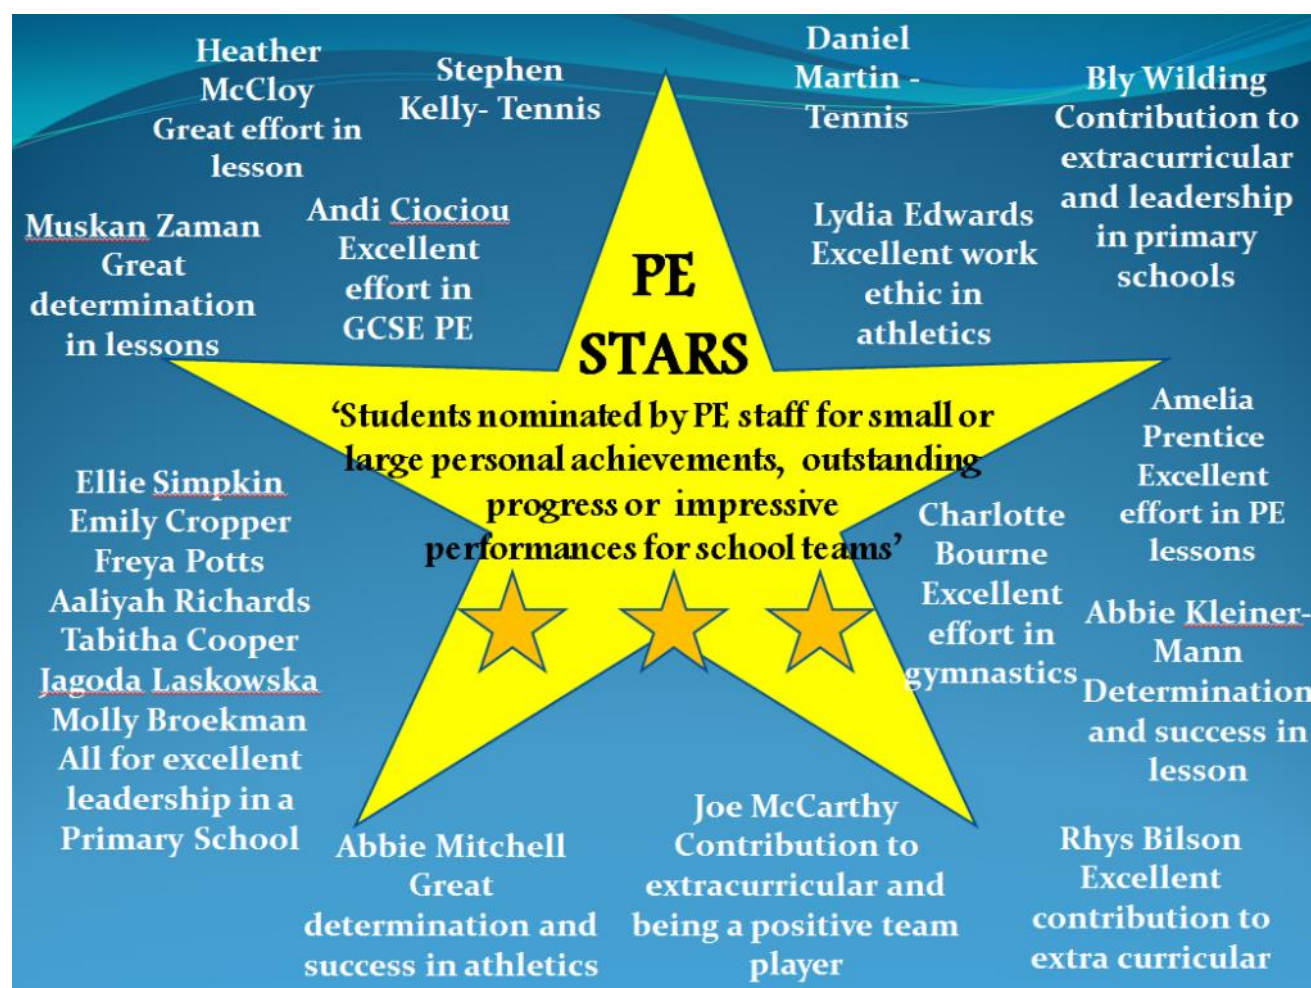 Heather
McCloy
Great effort in
lesson
Stephen
Kelly- Tennis
Daniel
Martin -
Tennis
Bly Wilding
Contribution to
extracurricular
and leadership
in primary
schools
Muskan Zaman
Great
determination
in lessons
Andi Ciociou
Excellent
effort in
GCSE PE
Lydia Edwards
Excellent work
ethic in
athletics
PE
STARS
‘Students nominated by PE staff for small or
large personal achievements, outstanding
progress or impressive
performances for school teams’
Amelia
Prentice
Excellent
effort in PE
lessons
Ellie Simpkin
Emily Cropper
Freya Potts
Aaliyah Richards
Tabitha Cooper
Jagoda Laskowska
Molly Broekman
All for excellent
leadership in a
Primary School
Charlotte
Bourne
Excellent
effort in
gymnastics
Abbie Kleiner-
Mann
Determination
and success in
lesson
Abbie Mitchell
Great
determination and
success in athletics
Joe McCarthy
Contribution to
extracurricular and
being a positive team
player
Rhys Bilson
Excellent
contribution to
extra curricular